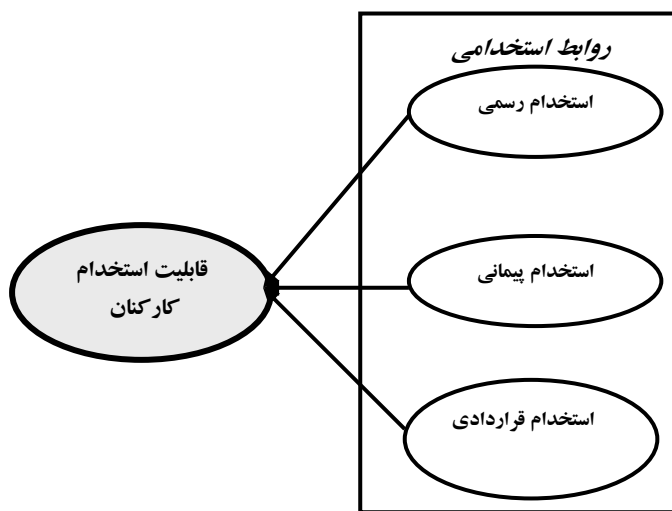 روابط استخدامی
استخدام رسمی
استخدام پیمانی
استخدام قراردادی
قابلیت استخدام
کارکنان